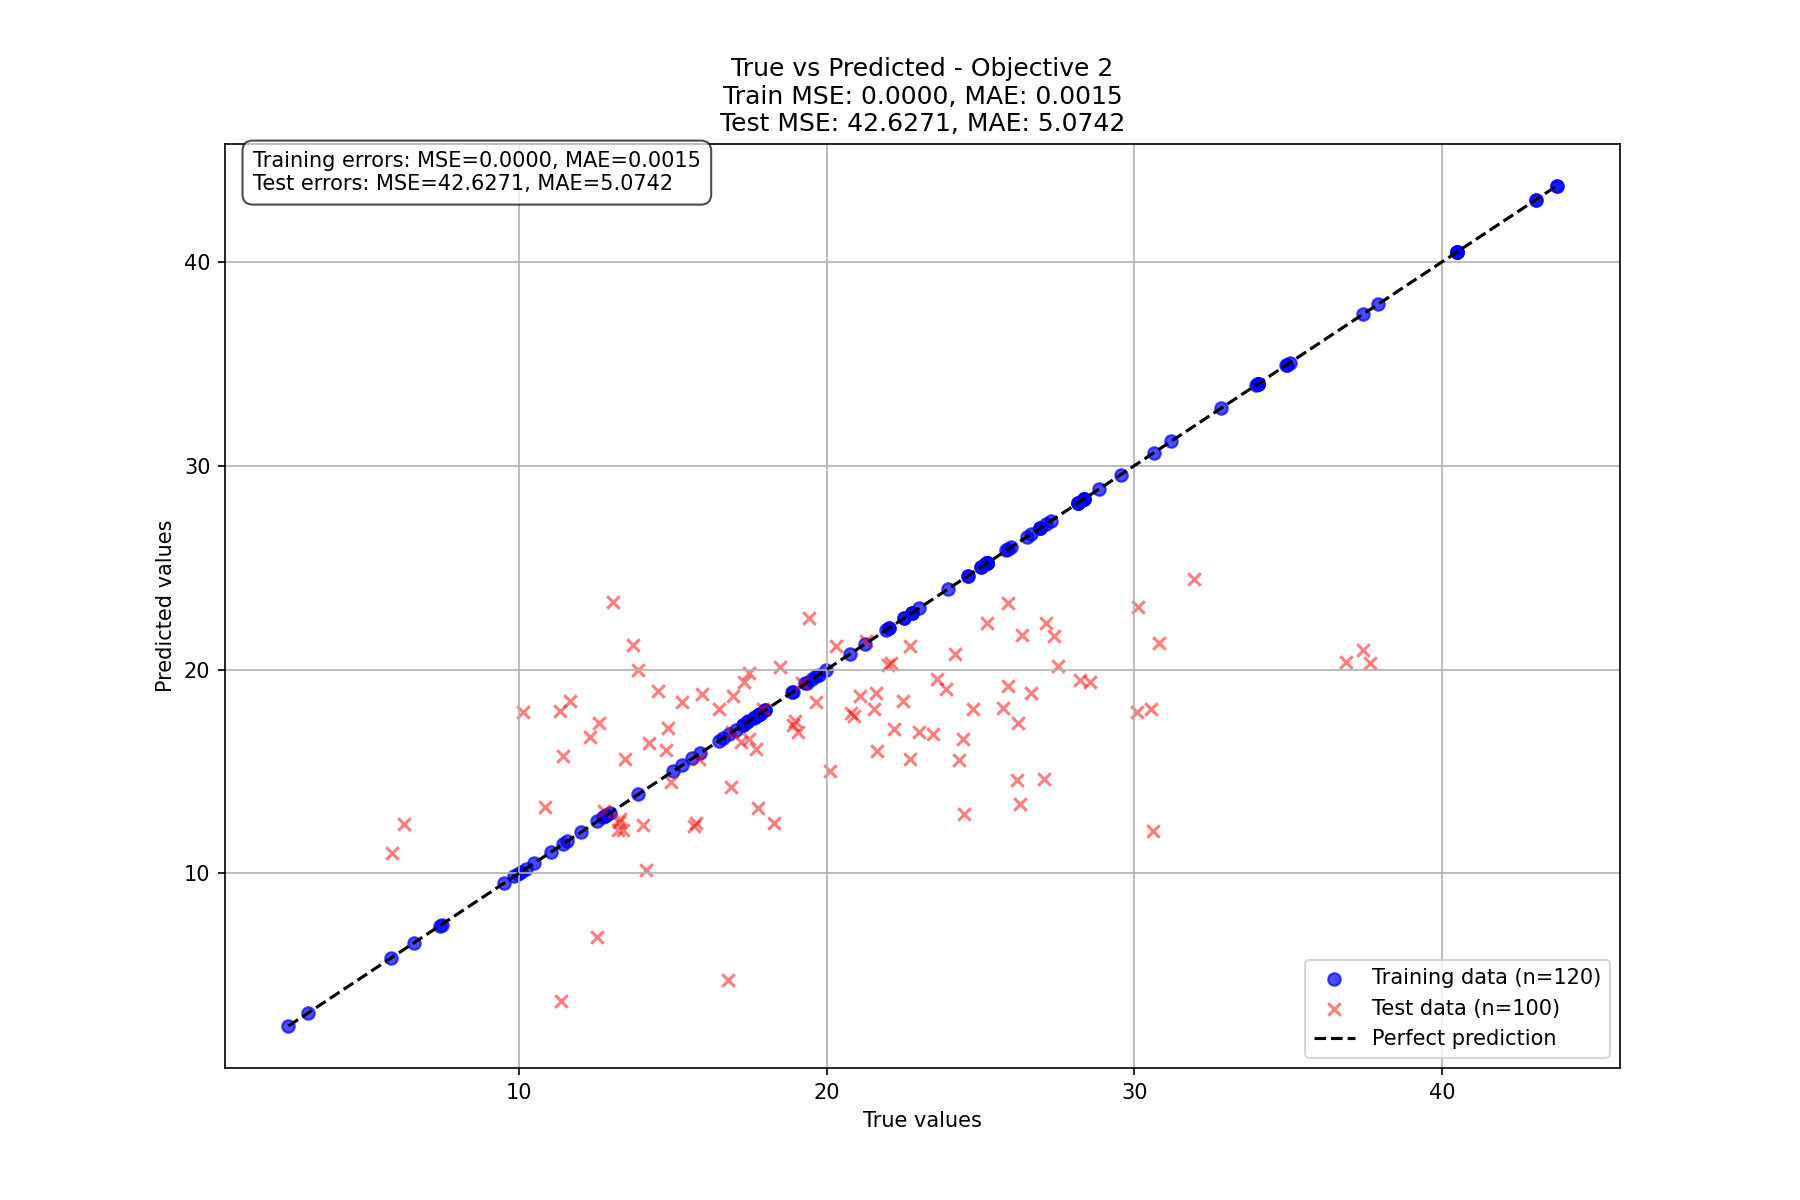 True vs Predicted - Objective 2
Train MSE: 0.0000, MAE: 0.0015
Test MSE: 42.6271, MAE: 5.0742
Training errors: MSE=0.0000, MAE=0.0015
Test errors: MSE=42.6271, MAE=5.0742
40
30
20
10
Predicted values
10
20
30
40
True values
Training data (n=120)
Test data (n=100)
Perfect prediction